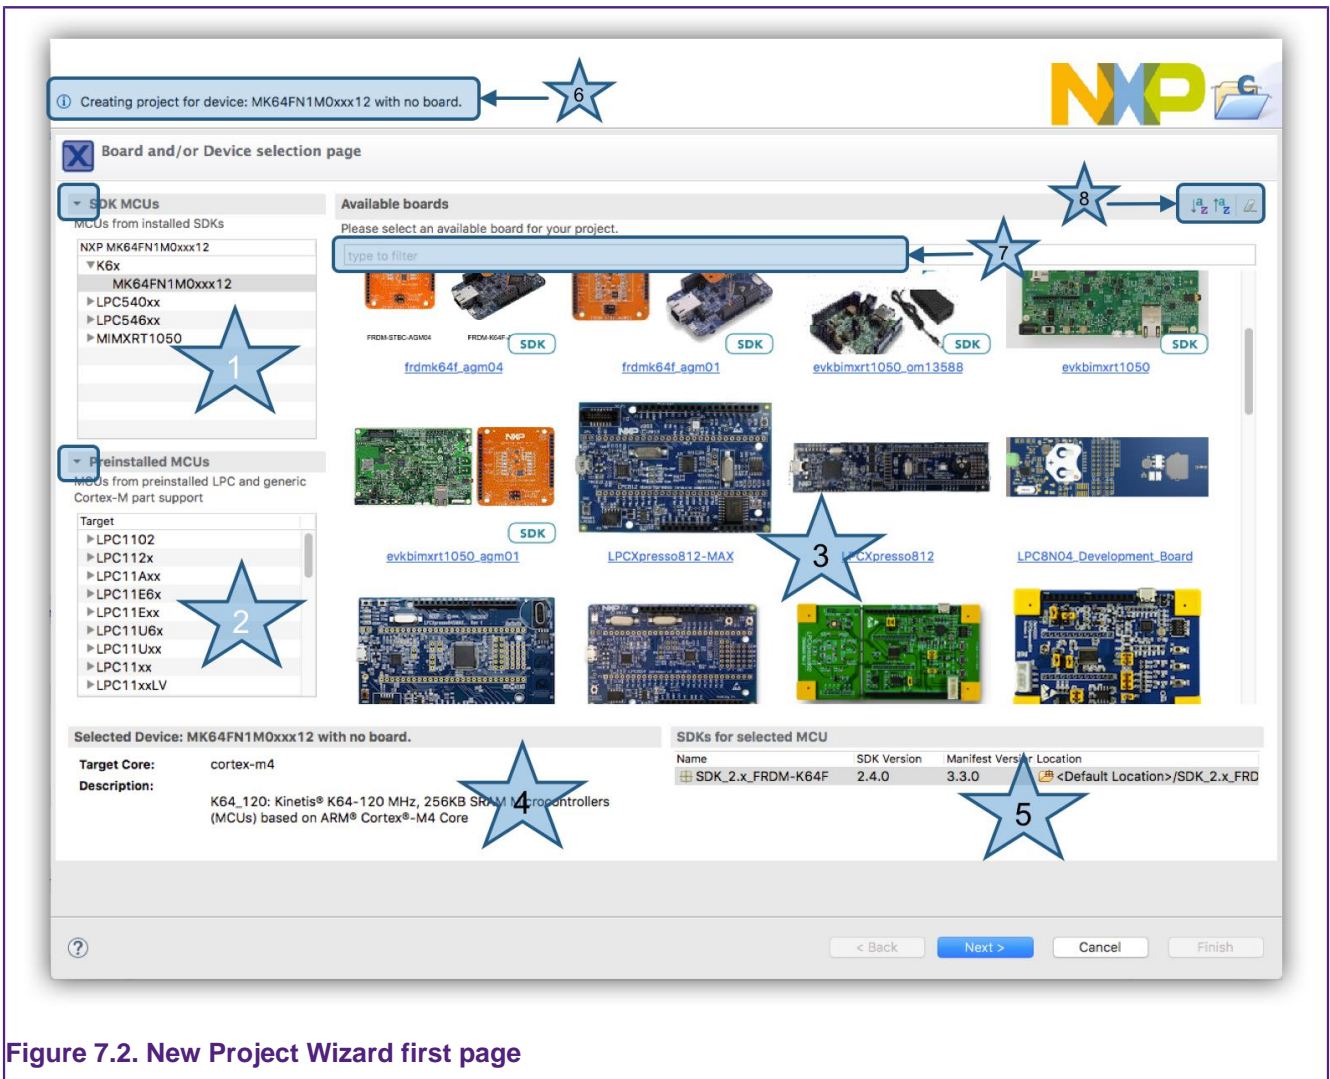 6
Creating project for device: MK64FN1M0xxx12 with no board.
NXP
C
Board and/or Device selection page
SDK MCUs
MCUs from installed SDKs
Available boards
8
Please select an available board for your project.
type to filter
7
NXP MK64FN1M0xxx12
K6x
MK64FN1M0xxx12
LPC540xx
LPC546xx
MIMXRT1050
1
FRDM-STBC-AGM04
SDK
SDK
SDK
SDK
frdmk64f_agm04
frdmk64f_agm01
evkbimxrt1050_om13588
evkbimxrt1050
SDK
evkbimxrt1050_agm01
LPCXpresso812-MAX
LPCXpresso812
LPC8N04_Development_Board
3
Preinstalled MCUs
MCUs from preinstalled LPC and generic
Cortex-M part support
Target
LPC1102
LPC112x
LPC11Axx
LPC11E6x
LPC11Exx
LPC11U6x
LPC11Uxx
LPC11xx
LPC11xxLV
2
Selected Device: MK64FN1M0xxx12 with no board.
Target Core: cortex-m4
Description:
K64_120: Kinetis® K64-120 MHz, 256KB SRAM Microcontrollers
(MCUs) based on ARM® Cortex®-M4 Core
4
SDKs for selected MCU
Name SDK Version Manifest Version Location
SDK_2.x_FRDM-K64F 2.4.0 3.3.0 <Default Location>/SDK_2.x_FRD
5
? < Back Next > Cancel Finish
Figure 7.2. New Project Wizard first page